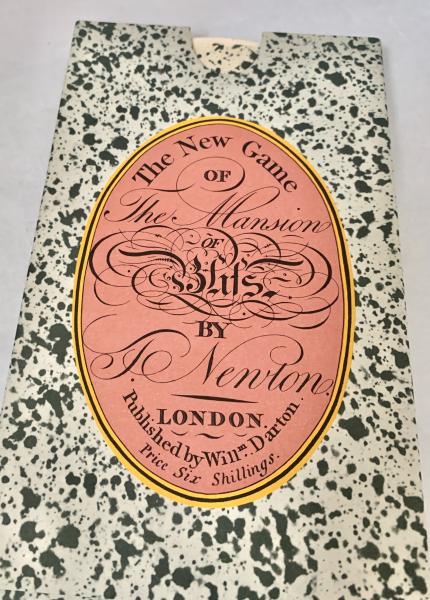 The New Game
OF
The Mansion
OF
Bliſs.
BY
T. Newton.
LONDON.
Published by Willm. Darton.
Price Six Shillings.